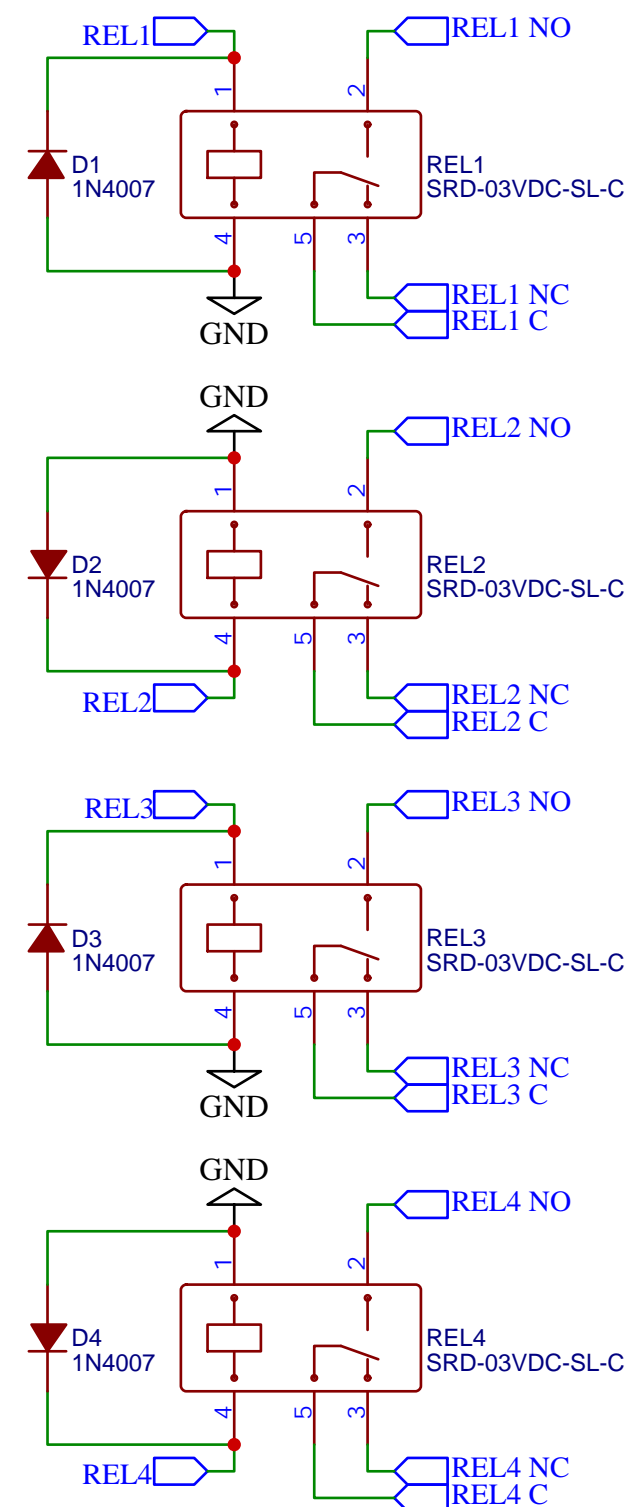 REL1
REL1 NO
1
2
D1
1N4007
REL1
SRD-03VDC-SL-C
4
5
3
REL1 NC
REL1 C
GND
GND
REL2 NO
1
2
D2
1N4007
REL2
SRD-03VDC-SL-C
4
5
3
REL2
REL2 NC
REL2 C
REL3
REL3 NO
1
2
D3
1N4007
REL3
SRD-03VDC-SL-C
4
5
3
REL3 NC
REL3 C
GND
GND
REL4 NO
1
2
D4
1N4007
REL4
SRD-03VDC-SL-C
4
5
3
REL4
REL4 NC
REL4 C